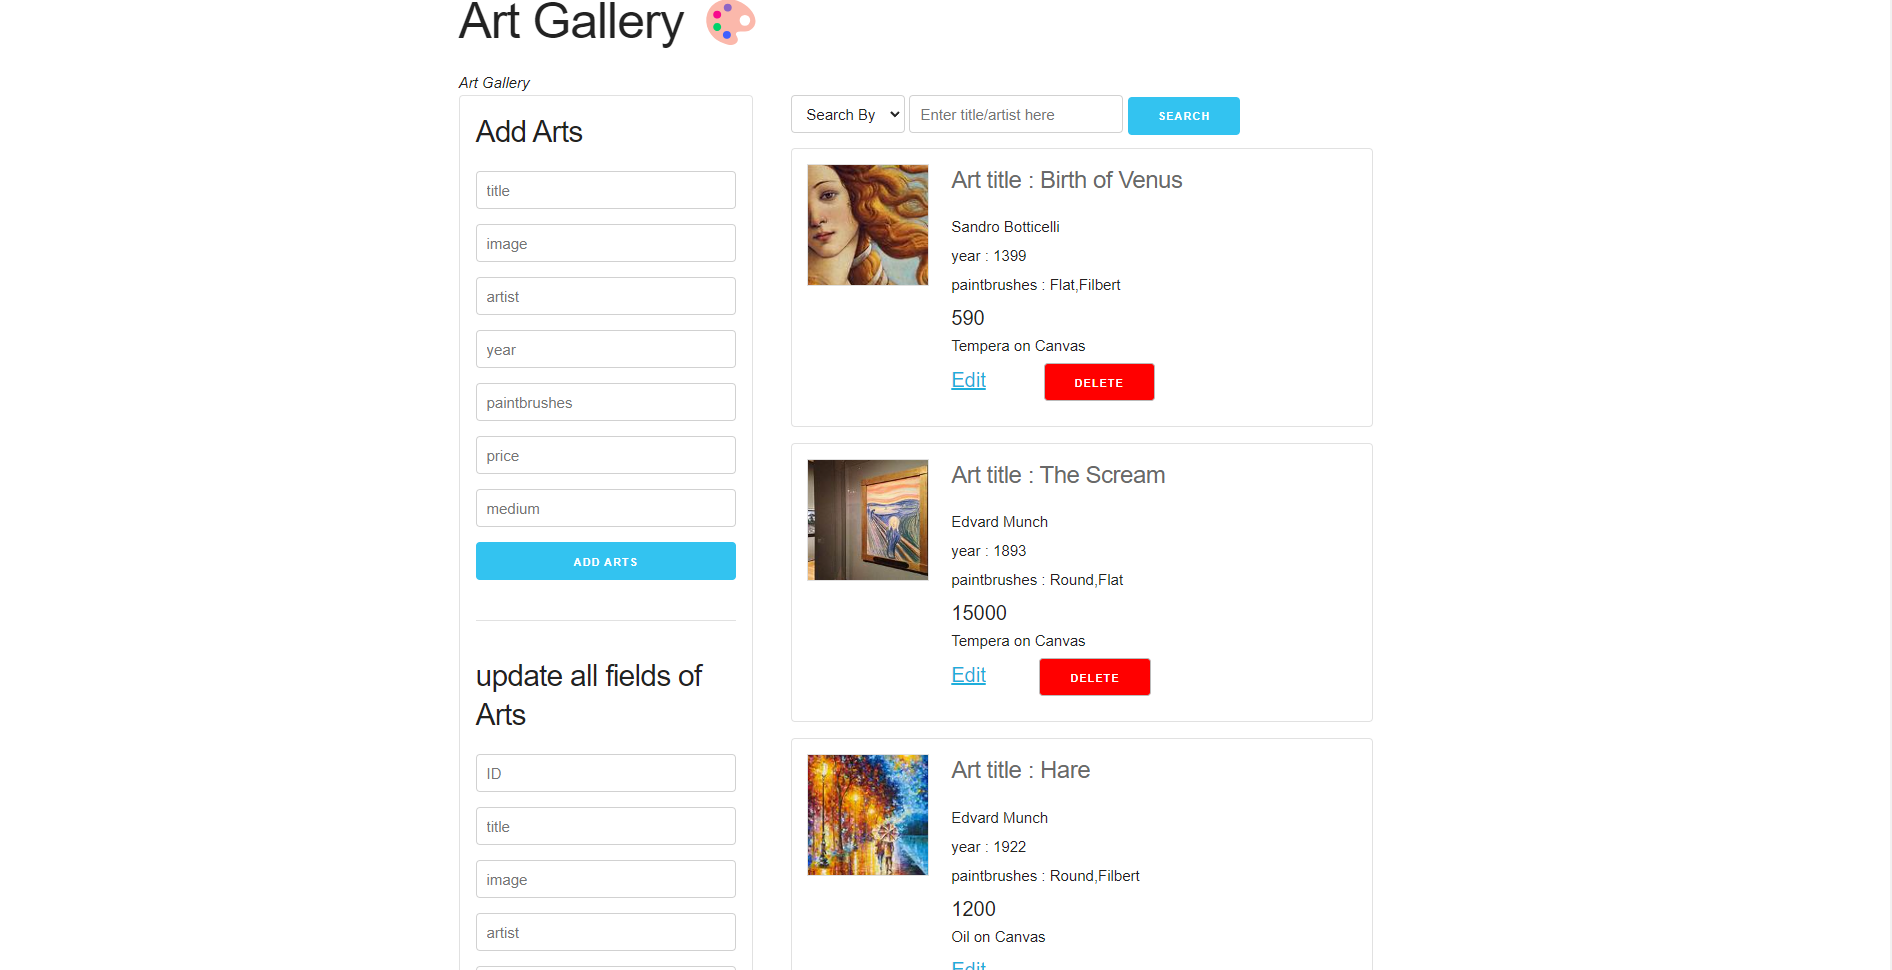 Art Gallery
Art Gallery
Add Arts
title
image
artist
year
paintbrushes
price
medium
ADD ARTS
update all fields of
Arts
ID
title
image
artist
Search By
Enter title/artist here
SEARCH
Art title : Birth of Venus
Sandro Botticelli
year : 1399
paintbrushes : Flat,Filbert
590
Tempera on Canvas
Edit
DELETE
Art title : The Scream
Edvard Munch
year : 1893
paintbrushes : Round,Flat
15000
Tempera on Canvas
Edit
DELETE
Art title : Hare
Edvard Munch
year : 1922
paintbrushes : Round,Filbert
1200
Oil on Canvas
Edit